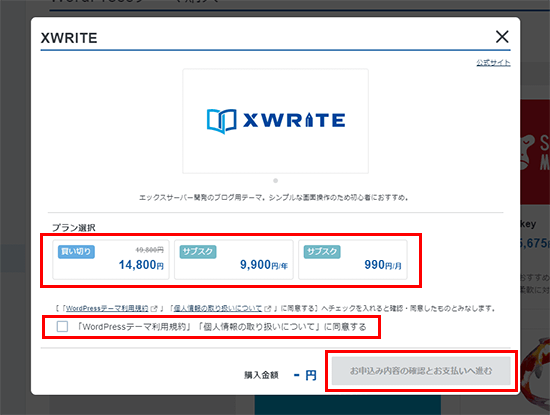 XWRITE
公式サイト
XWRITE
エックスサーバー開発のブログ用テーマ。シンプルな画面操作のため初心者におすすめ。
プラン選択
買い切り 19,800円 14,800円
サブスク 9,900円/年
サブスク 990円/月
[「WordPressテーマ利用規約」「個人情報の取り扱いについて」に同意する]へチェックを入れると確認・同意したものとみなします。
「WordPressテーマ利用規約」「個人情報の取り扱いについて」に同意する
購入金額 - 円
お申込み内容の確認とお支払いへ進む
key
5,675